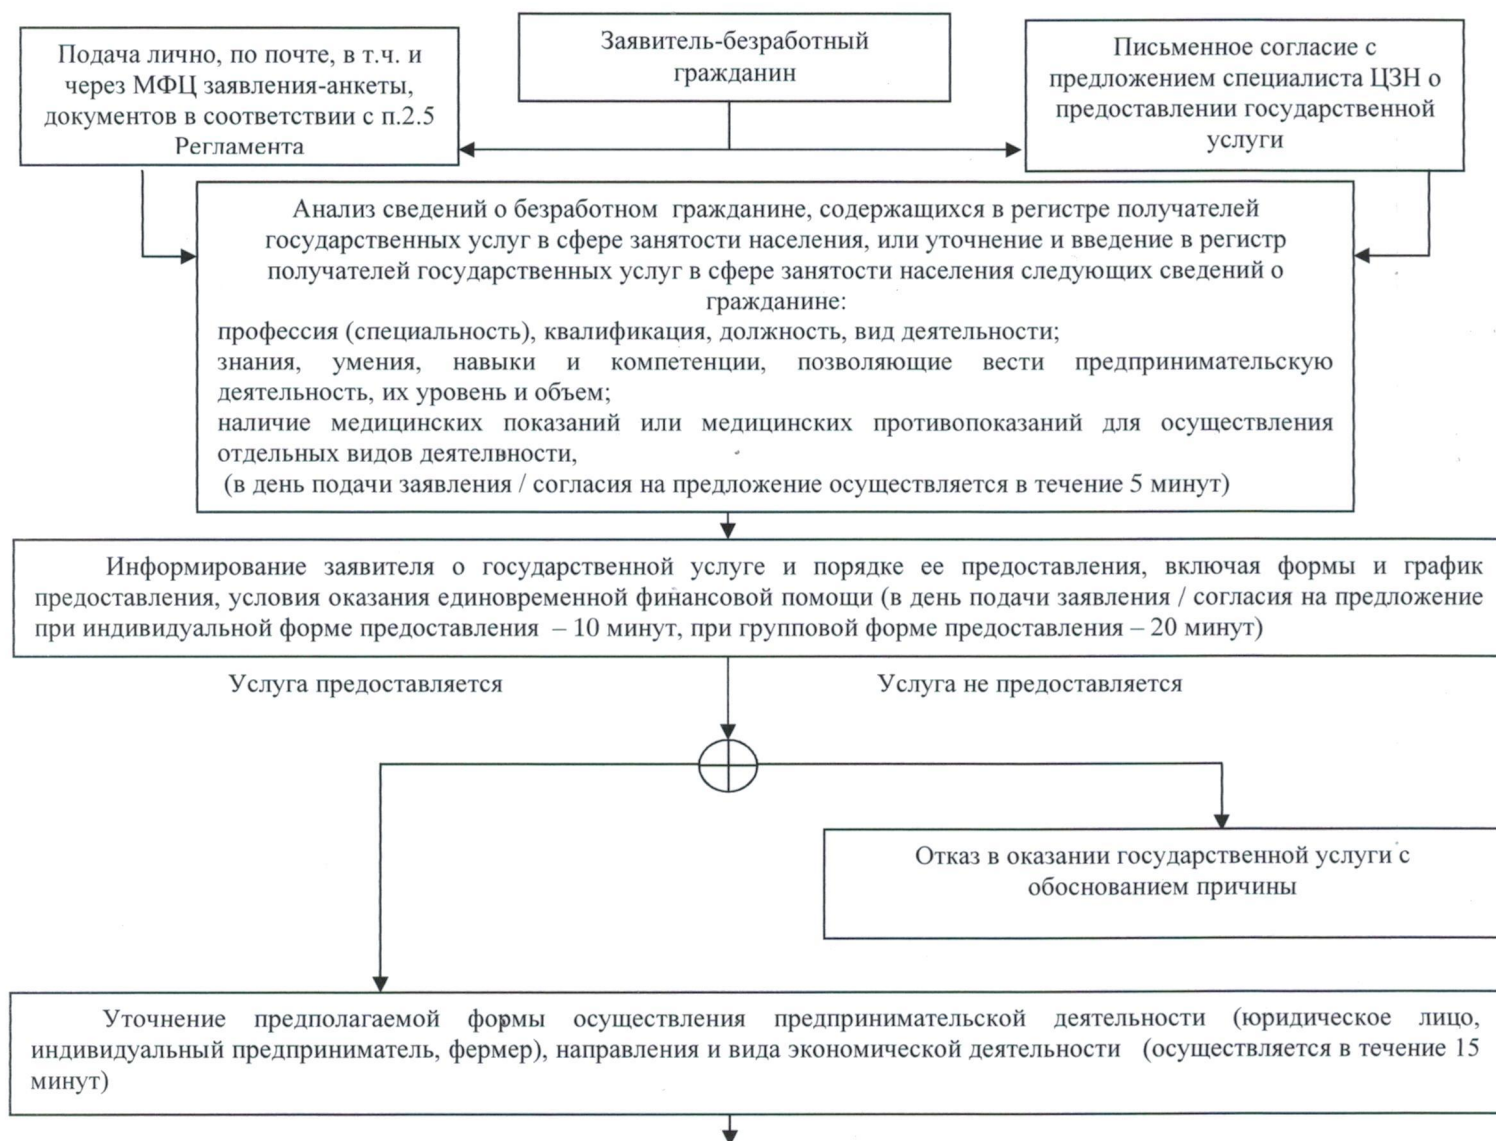 Подача лично, по почте, в т.ч. и
через МФЦ заявления-анкеты,
документов в соответствии с п.2.5
Регламента
Заявитель-безработный
гражданин
Письменное согласие с
предложением специалиста ЦЗН о
предоставлении государственной
услуги
Анализ сведений о безработном гражданине, содержащихся в регистре получателей
государственных услуг в сфере занятости населения, или уточнение и введение в регистр
получателей государственных услуг в сфере занятости населения следующих сведений о
гражданине:
профессия (специальность), квалификация, должность, вид деятельности;
знания, умения, навыки и компетенции, позволяющие вести предпринимательскую
деятельность, их уровень и объем;
наличие медицинских показаний или медицинских противопоказаний для осуществления
отдельных видов деятельности,
(в день подачи заявления / согласия на предложение осуществляется в течение 5 минут)
Информирование заявителя о государственной услуге и порядке ее предоставления, включая формы и график
предоставления, условия оказания единовременной финансовой помощи (в день подачи заявления / согласия на предложение
при индивидуальной форме предоставления – 10 минут, при групповой форме предоставления – 20 минут)
Услуга предоставляется
Услуга не предоставляется
Отказ в оказании государственной услуги с
обоснованием причины
Уточнение предполагаемой формы осуществления предпринимательской деятельности (юридическое лицо,
индивидуальный предприниматель, фермер), направления и вида экономической деятельности (осуществляется в течение 15
минут)